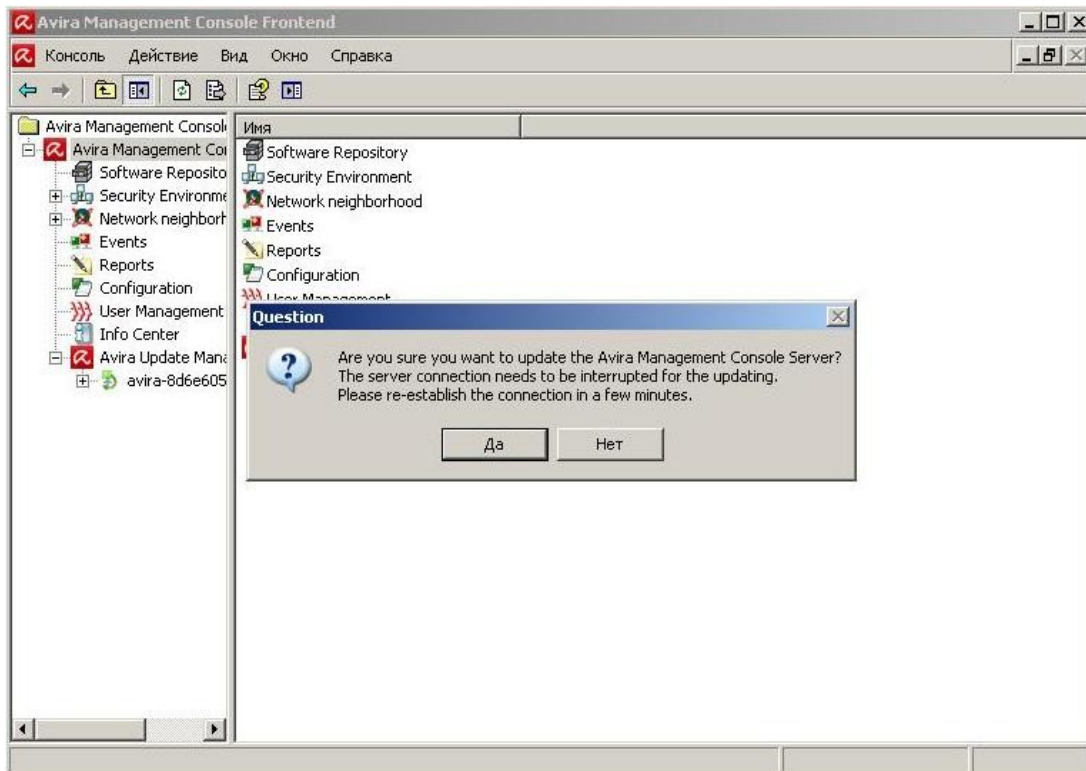 Avira Management Console Frontend
Консоль Действие Вид Окно Справка
Avira Management Consol
Avira Management Co
Software Reposito
Security Environme
Network neighborh
Events
Reports
Configuration
User Management
Info Center
Avira Update Mana
avira-8d6e605
Имя
Software Repository
Security Environment
Network neighborhood
Events
Reports
Configuration
User Management
Question
Are you sure you want to update the Avira Management Console Server?
The server connection needs to be interrupted for the updating.
Please re-establish the connection in a few minutes.
Да Нет